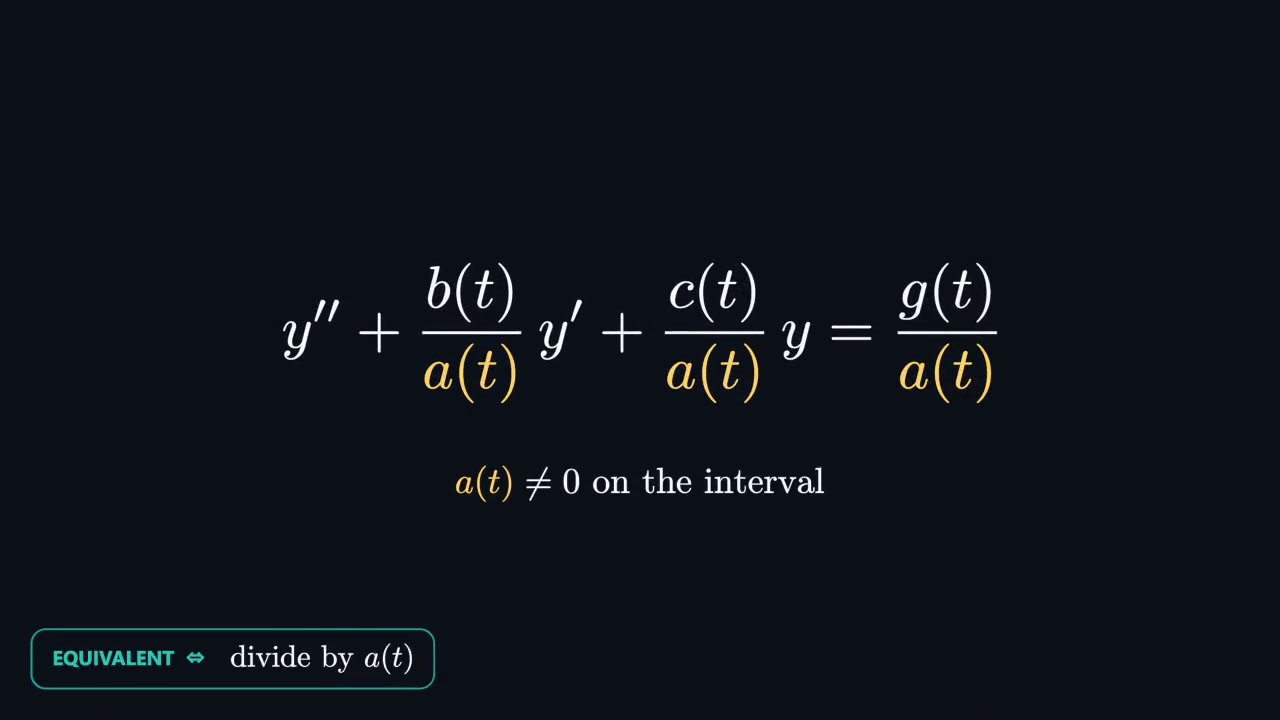 y″ + b(t)/a(t) y′ + c(t)/a(t) y = g(t)/a(t)
a(t) ≠ 0 on the interval
EQUIVALENT ⇔ divide by a(t)